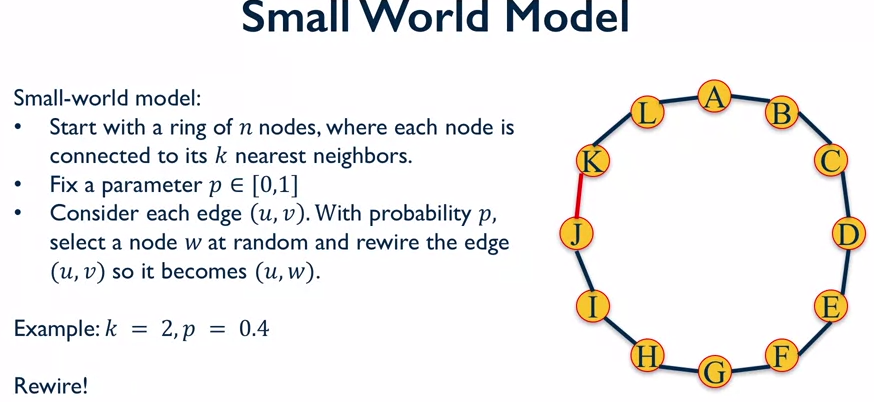 Small World Model
Small-world model:
• Start with a ring of n nodes, where each node is
connected to its k nearest neighbors.
• Fix a parameter p ∈ [0,1]
• Consider each edge (u, v). With probability p,
select a node w at random and rewire the edge
(u, v) so it becomes (u, w).
Example: k = 2, p = 0.4
Rewire!
A
B
C
D
E
F
G
H
I
J
K
L